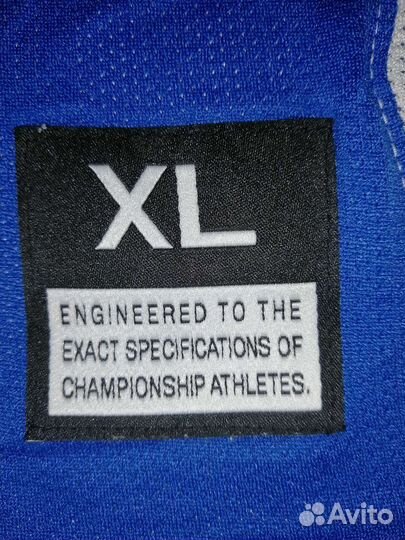 XL
ENGINEERED TO THE
EXACT SPECIFICATIONS OF
CHAMPIONSHIP ATHLETES.
Avito